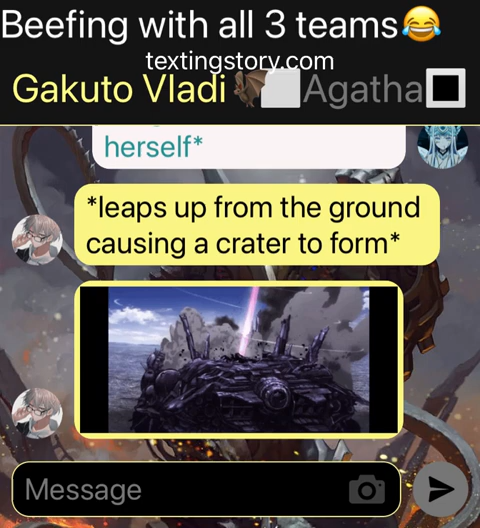 Beefing with all 3 teams😂
textingstory.com
Gakuto Vladi🦇⬜Agatha🔳
herself*
*leaps up from the ground
causing a crater to form*
Message